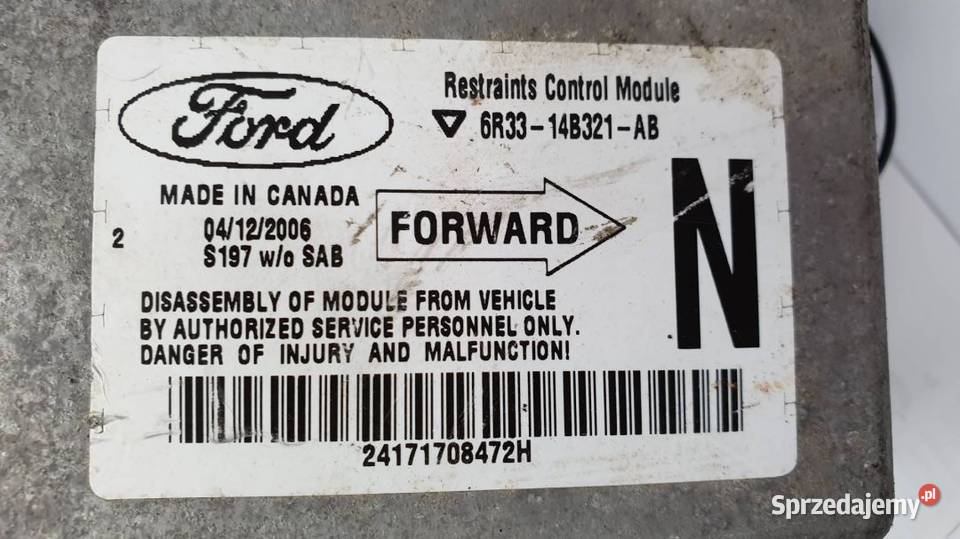 Ford
Restraints Control Module
6R33-14B321-AB
MADE IN CANADA
04/12/2006
S197 w/o SAB
2
FORWARD
N
DISASSEMBLY OF MODULE FROM VEHICLE
BY AUTHORIZED SERVICE PERSONNEL ONLY.
DANGER OF INJURY AND MALFUNCTION!
24171708472H
Sprzedajemy.pl